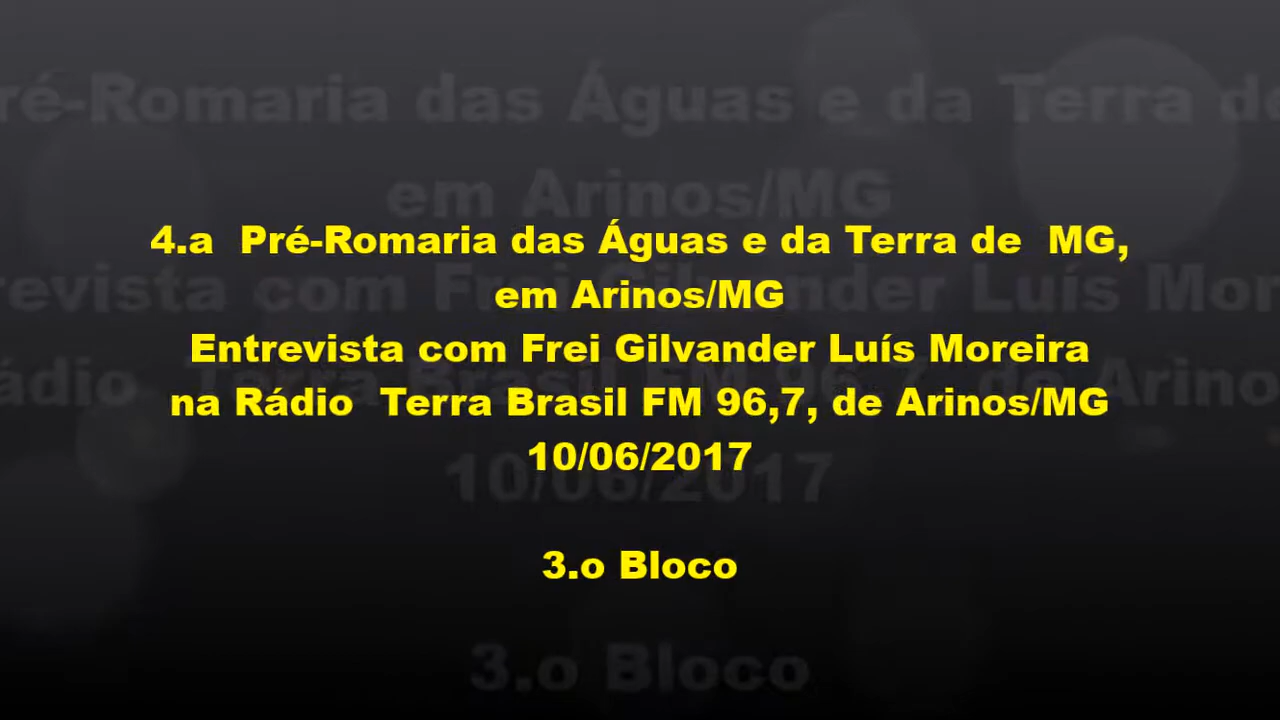 4.a Pré-Romaria das Águas e da Terra de MG,
em Arinos/MG
Entrevista com Frei Gilvander Luís Moreira
na Rádio Terra Brasil FM 96,7, de Arinos/MG
10/06/2017
3.o Bloco